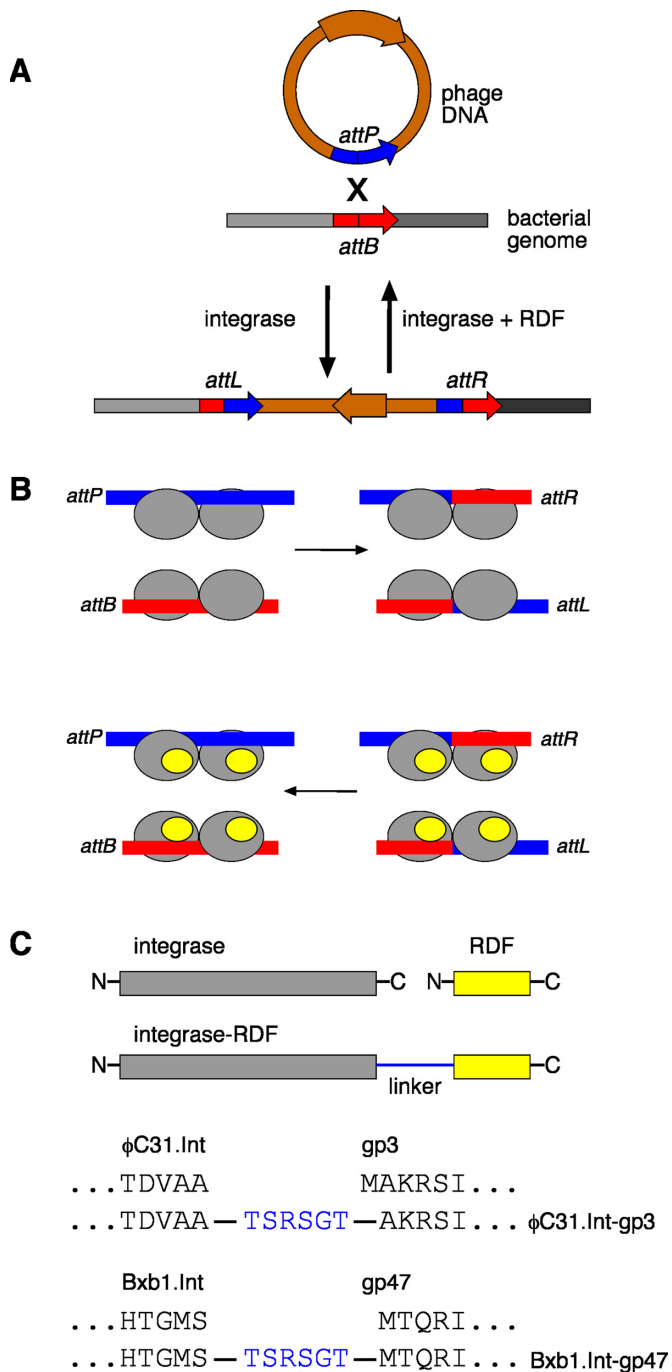 A
phage
DNA
attP
X
bacterial
genome
attB
integrase
integrase + RDF
attL
attR
B
attP
attR
attB
attL
attP
attR
attB
attL
C
integrase
RDF
N
C
N
C
integrase-RDF
N
linker
C
ϕC31.Int
gp3
...TDVAA
MAKRSI...
...TDVAA — TSRSGT — AKRSI...
ϕC31.Int-gp3
Bxb1.Int
gp47
...HTGMS
MTQRI...
...HTGMS — TSRSGT — MTQRI...
Bxb1.Int-gp47